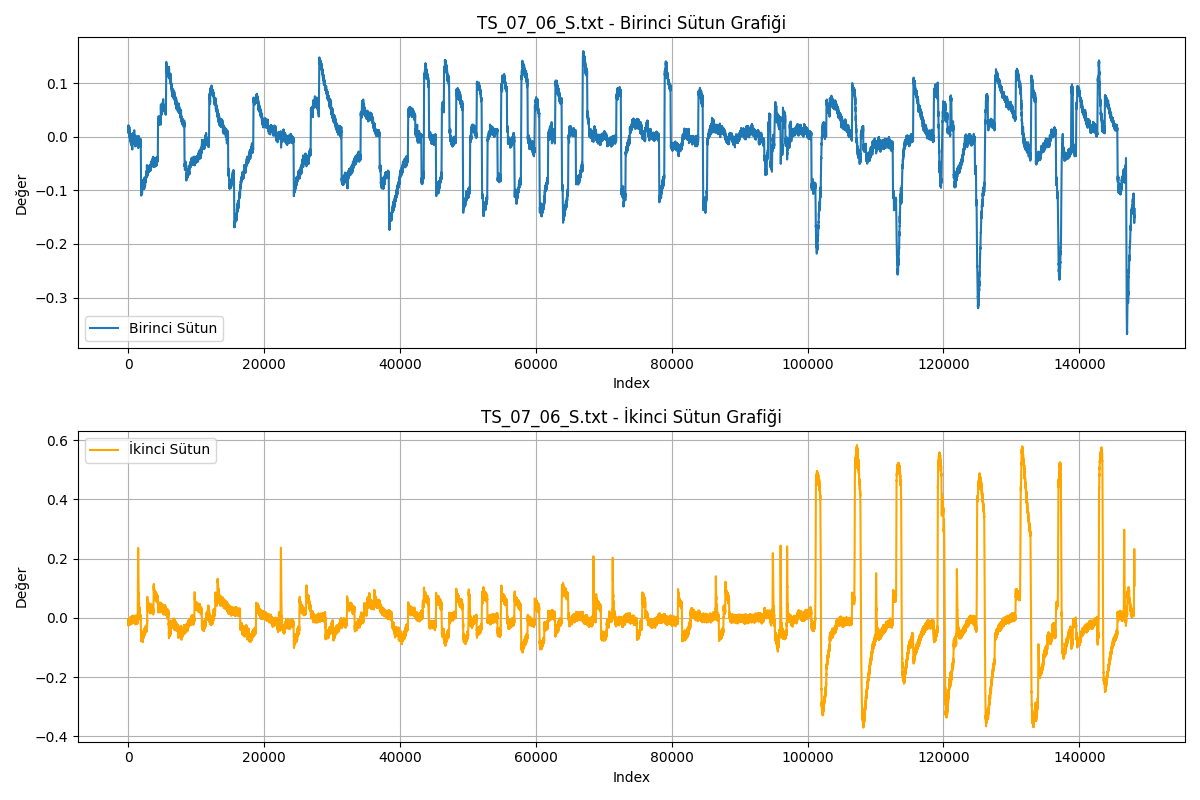 TS_07_06_S.txt - Birinci Sütun Grafiği
0.1
0.0
−0.1
−0.2
−0.3
Değer
Birinci Sütun
0 20000 40000 60000 80000 100000 120000 140000
Index
TS_07_06_S.txt - İkinci Sütun Grafiği
0.6
0.4
0.2
0.0
−0.2
−0.4
Değer
İkinci Sütun
0 20000 40000 60000 80000 100000 120000 140000
Index